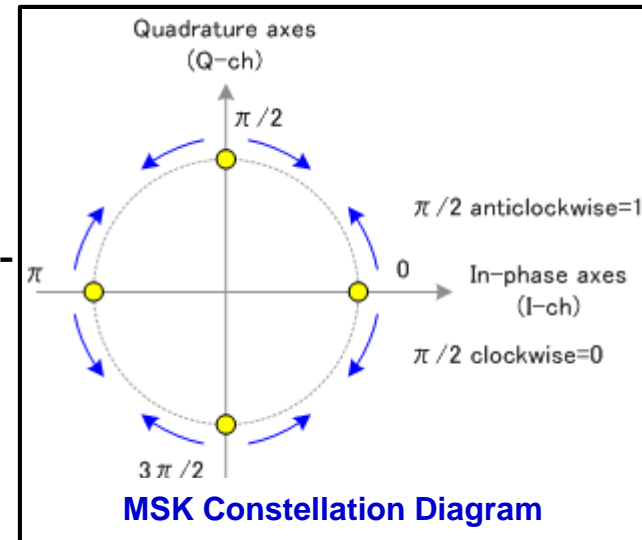 Quadrature axes
(Q-ch)
π/2
π/2 anticlockwise=1
-
π
0
In-phase axes
(I-ch)
π/2 clockwise=0
3π/2
MSK Constellation Diagram